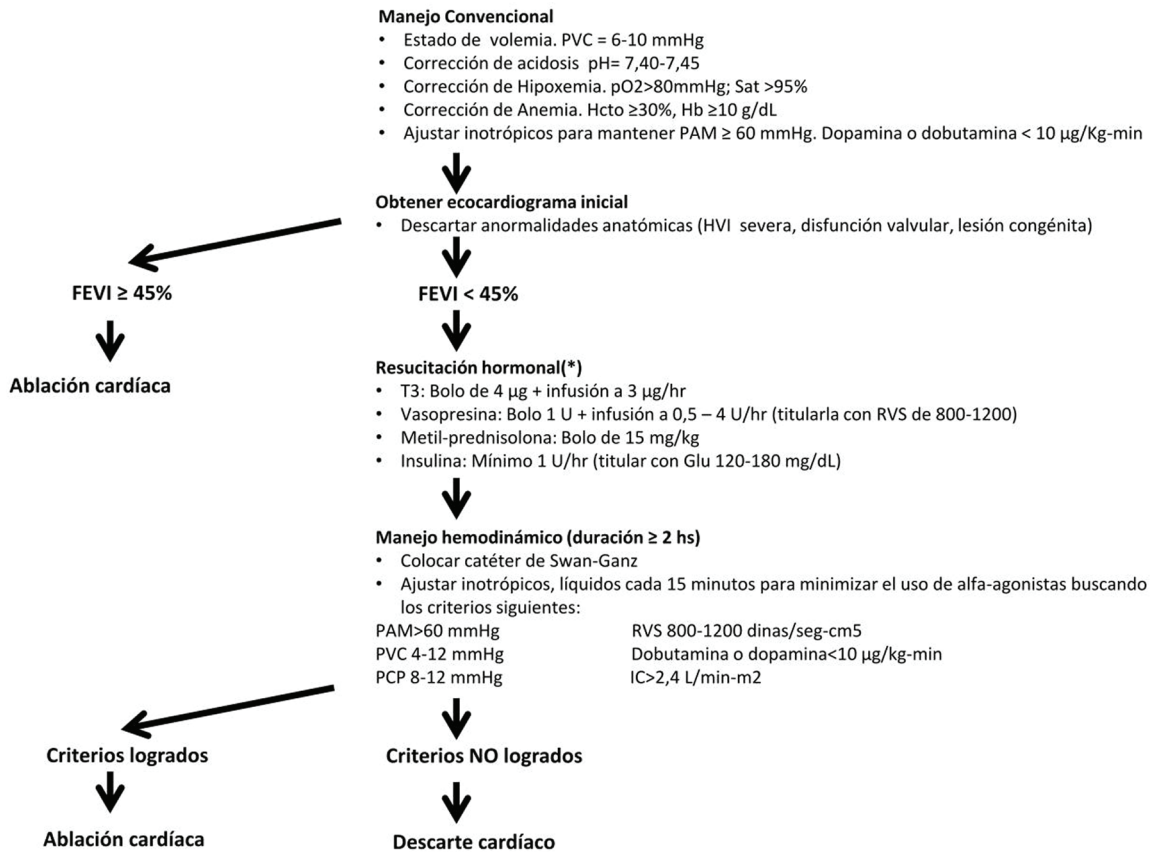 Manejo Convencional
• Estado de volemia. PVC = 6-10 mmHg
• Corrección de acidosis pH= 7,40-7,45
• Corrección de Hipoxemia. pO2>80mmHg; Sat >95%
• Corrección de Anemia. Hcto ≥30%, Hb ≥10 g/dL
• Ajustar inotrópicos para mantener PAM ≥ 60 mmHg. Dopamina o dobutamina < 10 µg/Kg-min
Obtener ecocardiograma inicial
• Descartar anormalidades anatómicas (HVI severa, disfunción valvular, lesión congénita)
FEVI ≥ 45%
FEVI < 45%
Ablación cardíaca
Resucitación hormonal(*)
• T3: Bolo de 4 µg + infusión a 3 µg/hr
• Vasopresina: Bolo 1 U + infusión a 0,5 – 4 U/hr (titularla con RVS de 800-1200)
• Metil-prednisolona: Bolo de 15 mg/kg
• Insulina: Mínimo 1 U/hr (titular con Glu 120-180 mg/dL)
Manejo hemodinámico (duración ≥ 2 hs)
• Colocar catéter de Swan-Ganz
• Ajustar inotrópicos, líquidos cada 15 minutos para minimizar el uso de alfa-agonistas buscando
los criterios siguientes:
PAM>60 mmHg RVS 800-1200 dinas/seg-cm5
PVC 4-12 mmHg Dobutamina o dopamina<10 µg/kg-min
PCP 8-12 mmHg IC>2,4 L/min-m2
Criterios logrados
Criterios NO logrados
Ablación cardíaca
Descarte cardíaco